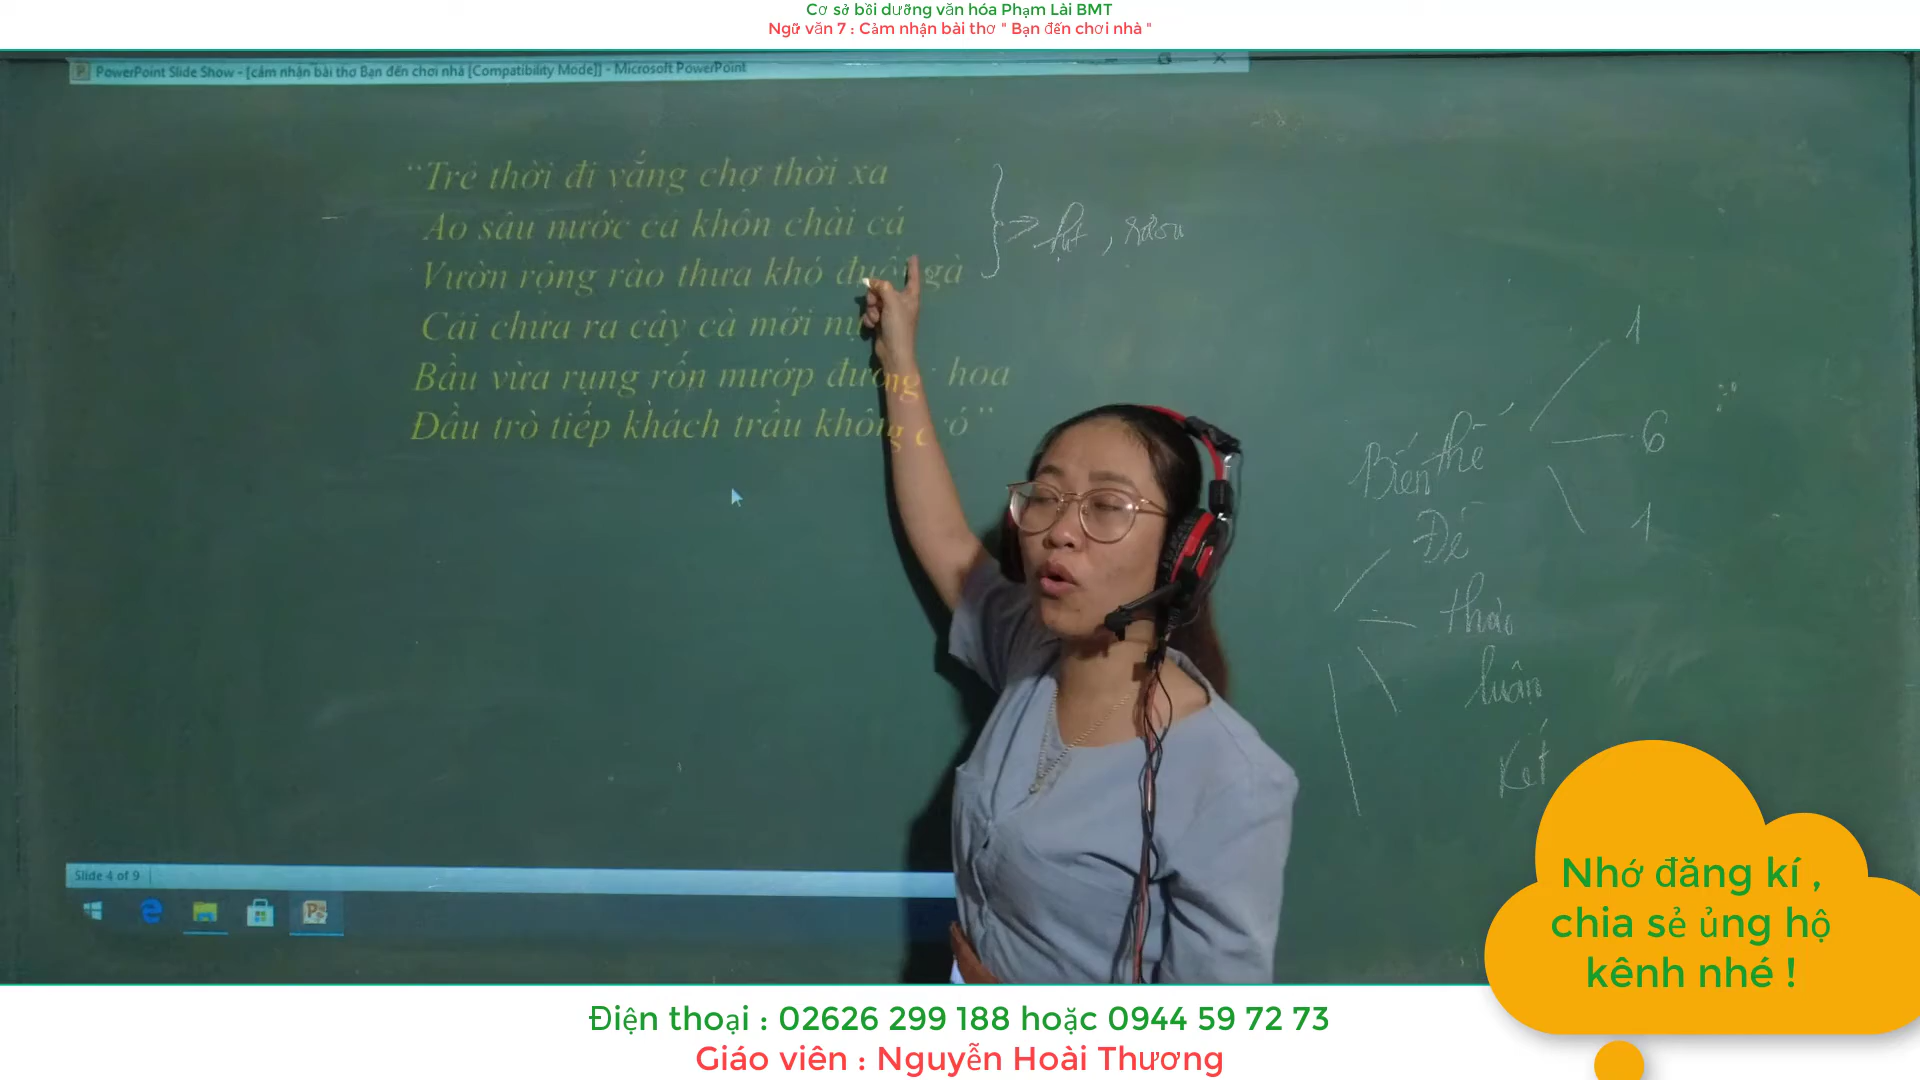 Cơ sở bồi dưỡng văn hóa Phạm Lài BMT
Ngữ văn 7 : Cảm nhận bài thơ " Bạn đến chơi nhà "
PowerPoint Slide Show - [cảm nhận bài thơ Bạn đến chơi nhà [Compatibility Mode]] - Microsoft PowerPoint
“Trẻ thời đi vắng chợ thời xa
Ao sâu nước cả khôn chài cá
Vườn rộng rào thưa khó đuổi gà
Cải chửa ra cây cà mới nụ
Bầu vừa rụng rốn mướp đương hoa
Đầu trò tiếp khách trầu không có”
1
Biến thể
6
1
Đề
thực
luận
Kết
Slide 4 of 9
Nhớ đăng kí ,
chia sẻ ủng hộ
kênh nhé !
Điện thoại : 02626 299 188 hoặc 0944 59 72 73
Giáo viên : Nguyễn Hoài Thương